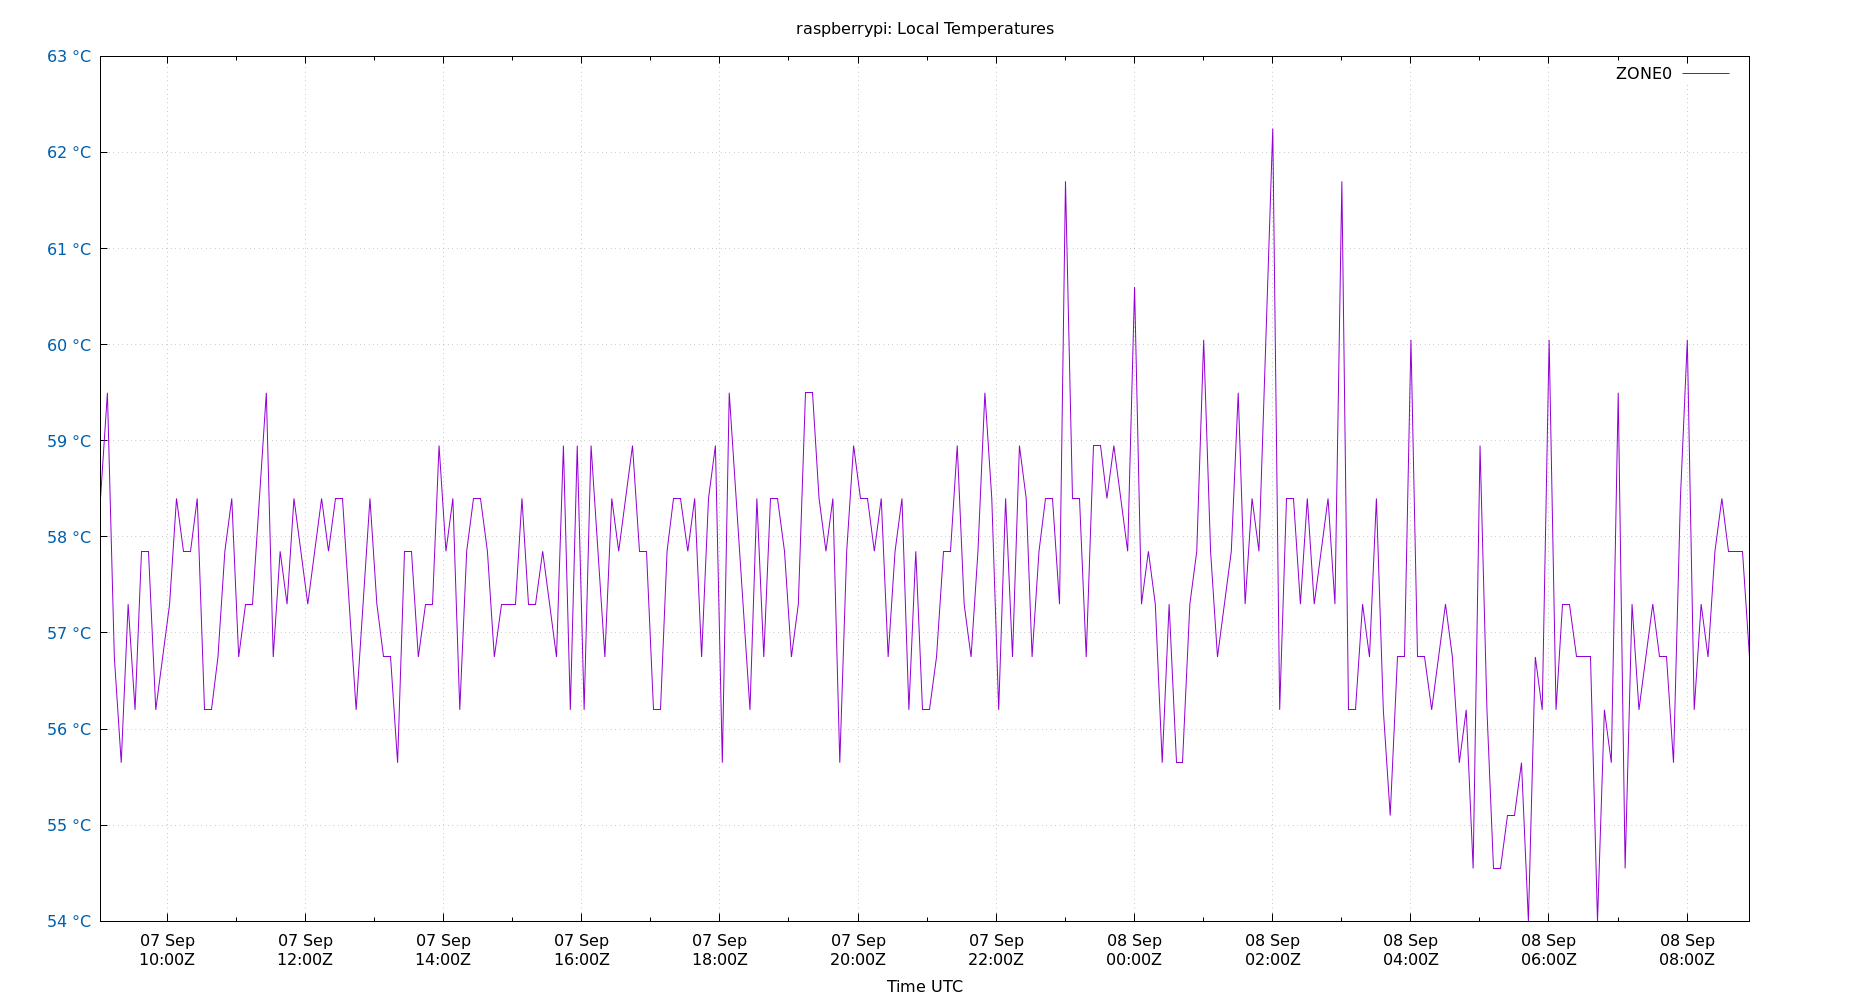 raspberrypi: Local Temperatures
63 °C
ZONE0
62 °C
61 °C
60 °C
59 °C
58 °C
57 °C
56 °C
55 °C
54 °C
07 Sep 07 Sep 07 Sep 07 Sep 07 Sep 07 Sep 07 Sep 08 Sep 08 Sep 08 Sep 08 Sep 08 Sep
10:00Z 12:00Z 14:00Z 16:00Z 18:00Z 20:00Z 22:00Z 00:00Z 02:00Z 04:00Z 06:00Z 08:00Z
Time UTC